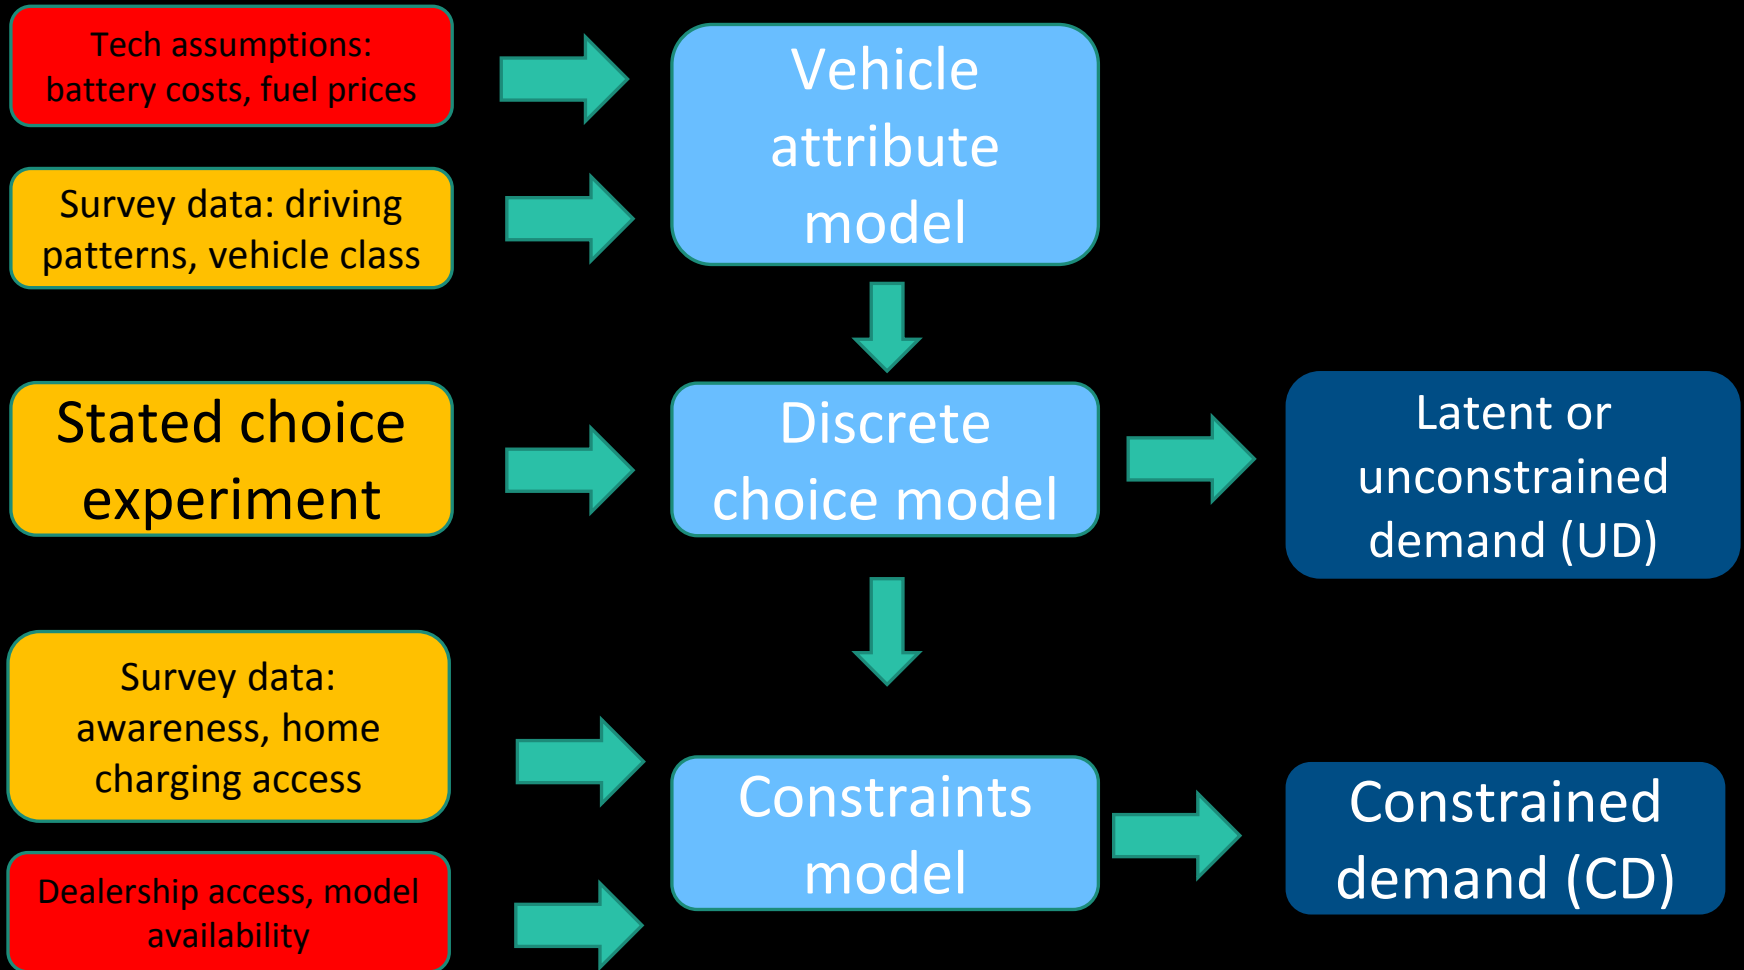 Tech assumptions:
battery costs, fuel prices
Survey data: driving
patterns, vehicle class
Vehicle
attribute
model
Stated choice
experiment
Discrete
choice model
Latent or
unconstrained
demand (UD)
Survey data:
awareness, home
charging access
Dealership access, model
availability
Constraints
model
Constrained
demand (CD)